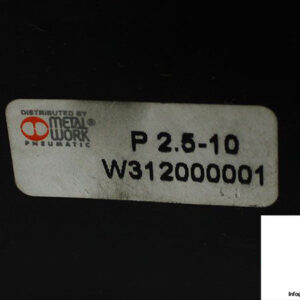 DISTRIBUTED BY
METAL®
WORK
PNEUMATIC
P 2.5-10
W312000001